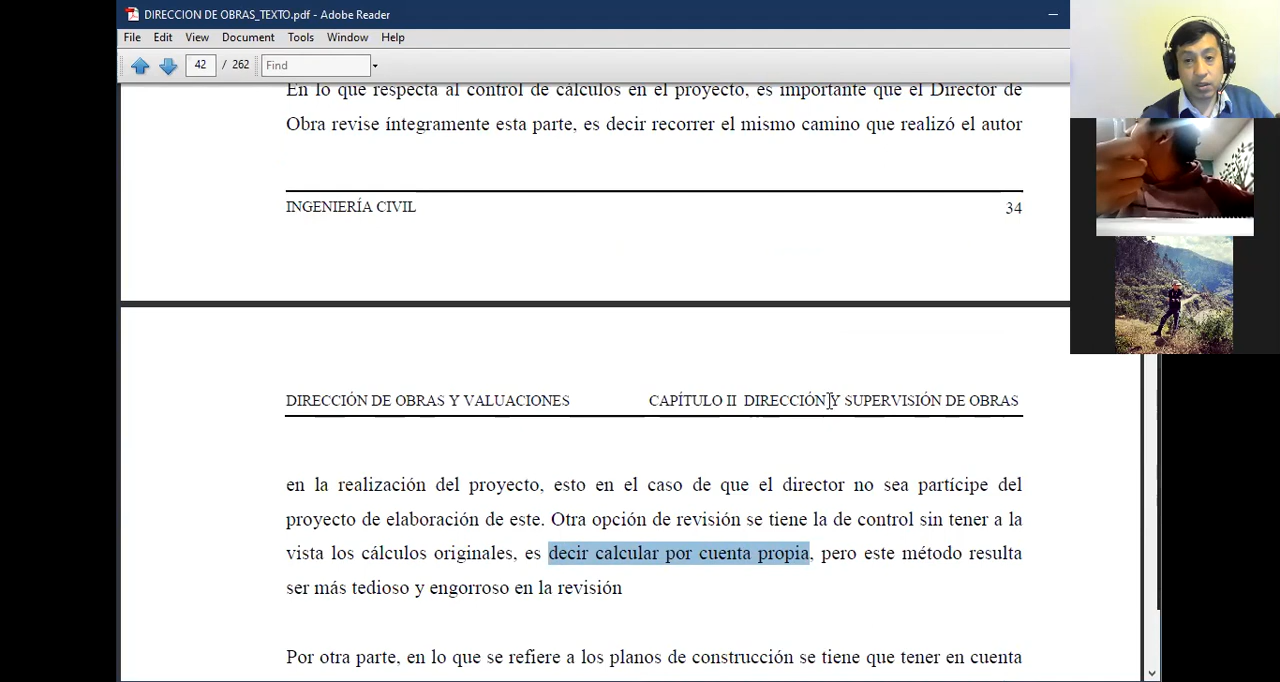 DIRECCION DE OBRAS_TEXTO.pdf - Adobe Reader
File Edit View Document Tools Window Help
42 / 262 Find
En lo que respecta al control de cálculos en el proyecto, es importante que el Director de
Obra revise íntegramente esta parte, es decir recorrer el mismo camino que realizó el autor
INGENIERÍA CIVIL 34
DIRECCIÓN DE OBRAS Y VALUACIONES CAPÍTULO II DIRECCIÓN Y SUPERVISIÓN DE OBRAS
en la realización del proyecto, esto en el caso de que el director no sea partícipe del
proyecto de elaboración de este. Otra opción de revisión se tiene la de control sin tener a la
vista los cálculos originales, es decir calcular por cuenta propia, pero este método resulta
ser más tedioso y engorroso en la revisión
Por otra parte, en lo que se refiere a los planos de construcción se tiene que tener en cuenta